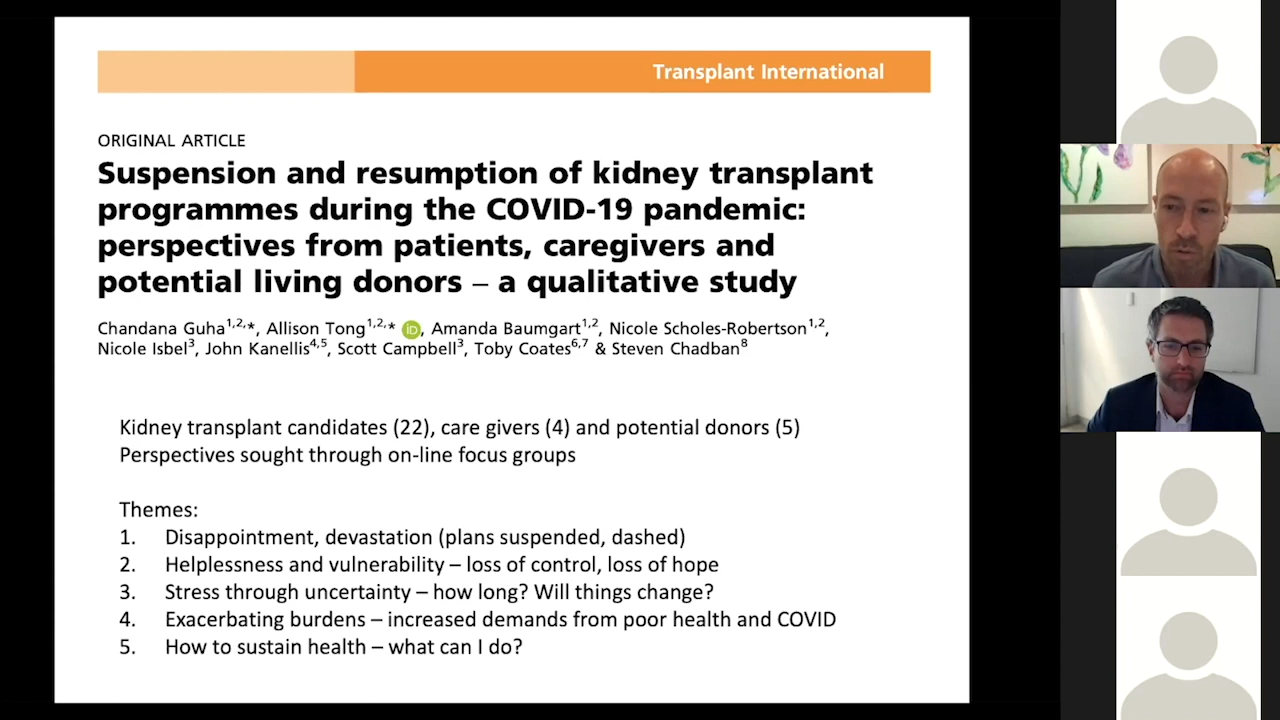 Transplant International
ORIGINAL ARTICLE
Suspension and resumption of kidney transplant
programmes during the COVID-19 pandemic:
perspectives from patients, caregivers and
potential living donors – a qualitative study
Chandana Guha1,2,*, Allison Tong1,2,* iD, Amanda Baumgart1,2, Nicole Scholes-Robertson1,2,
Nicole Isbel3, John Kanellis4,5, Scott Campbell3, Toby Coates6,7 & Steven Chadban8
Kidney transplant candidates (22), care givers (4) and potential donors (5)
Perspectives sought through on-line focus groups
Themes:
1. Disappointment, devastation (plans suspended, dashed)
2. Helplessness and vulnerability – loss of control, loss of hope
3. Stress through uncertainty – how long? Will things change?
4. Exacerbating burdens – increased demands from poor health and COVID
5. How to sustain health – what can I do?